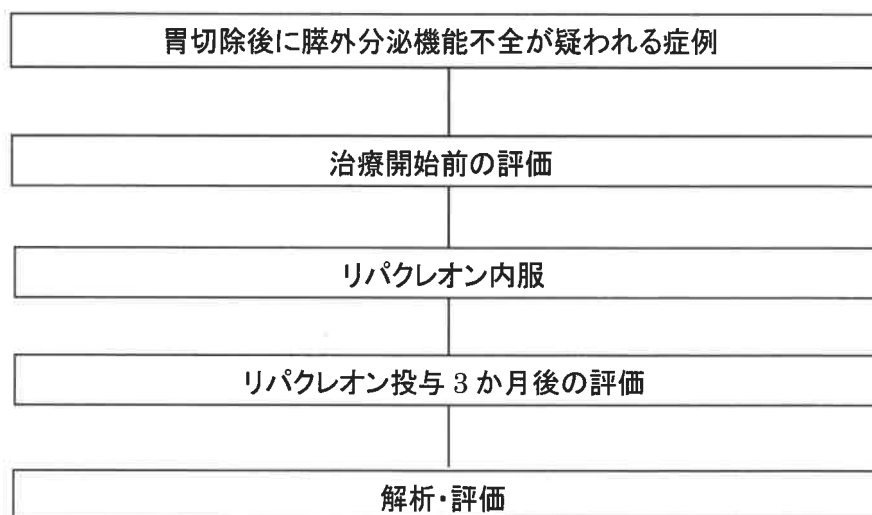 胃切除後に膵外分泌機能不全が疑われる症例
治療開始前の評価
リパクレオン内服
リパクレオン投与 3 か月後の評価
解析・評価